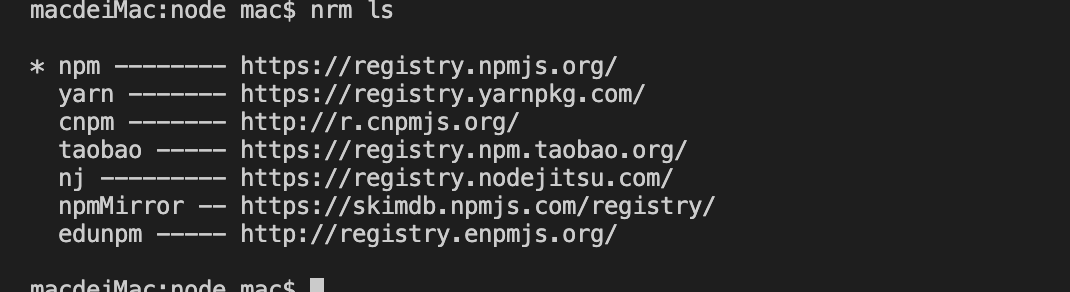 macdeiMac:node mac$ nrm ls
* npm -------- https://registry.npmjs.org/
yarn ------- https://registry.yarnpkg.com/
cnpm ------- http://r.cnpmjs.org/
taobao ----- https://registry.npm.taobao.org/
nj --------- https://registry.nodejitsu.com/
npmMirror -- https://skimdb.npmjs.com/registry/
edunpm ----- http://registry.enpmjs.org/
macdeiMac:node mac$